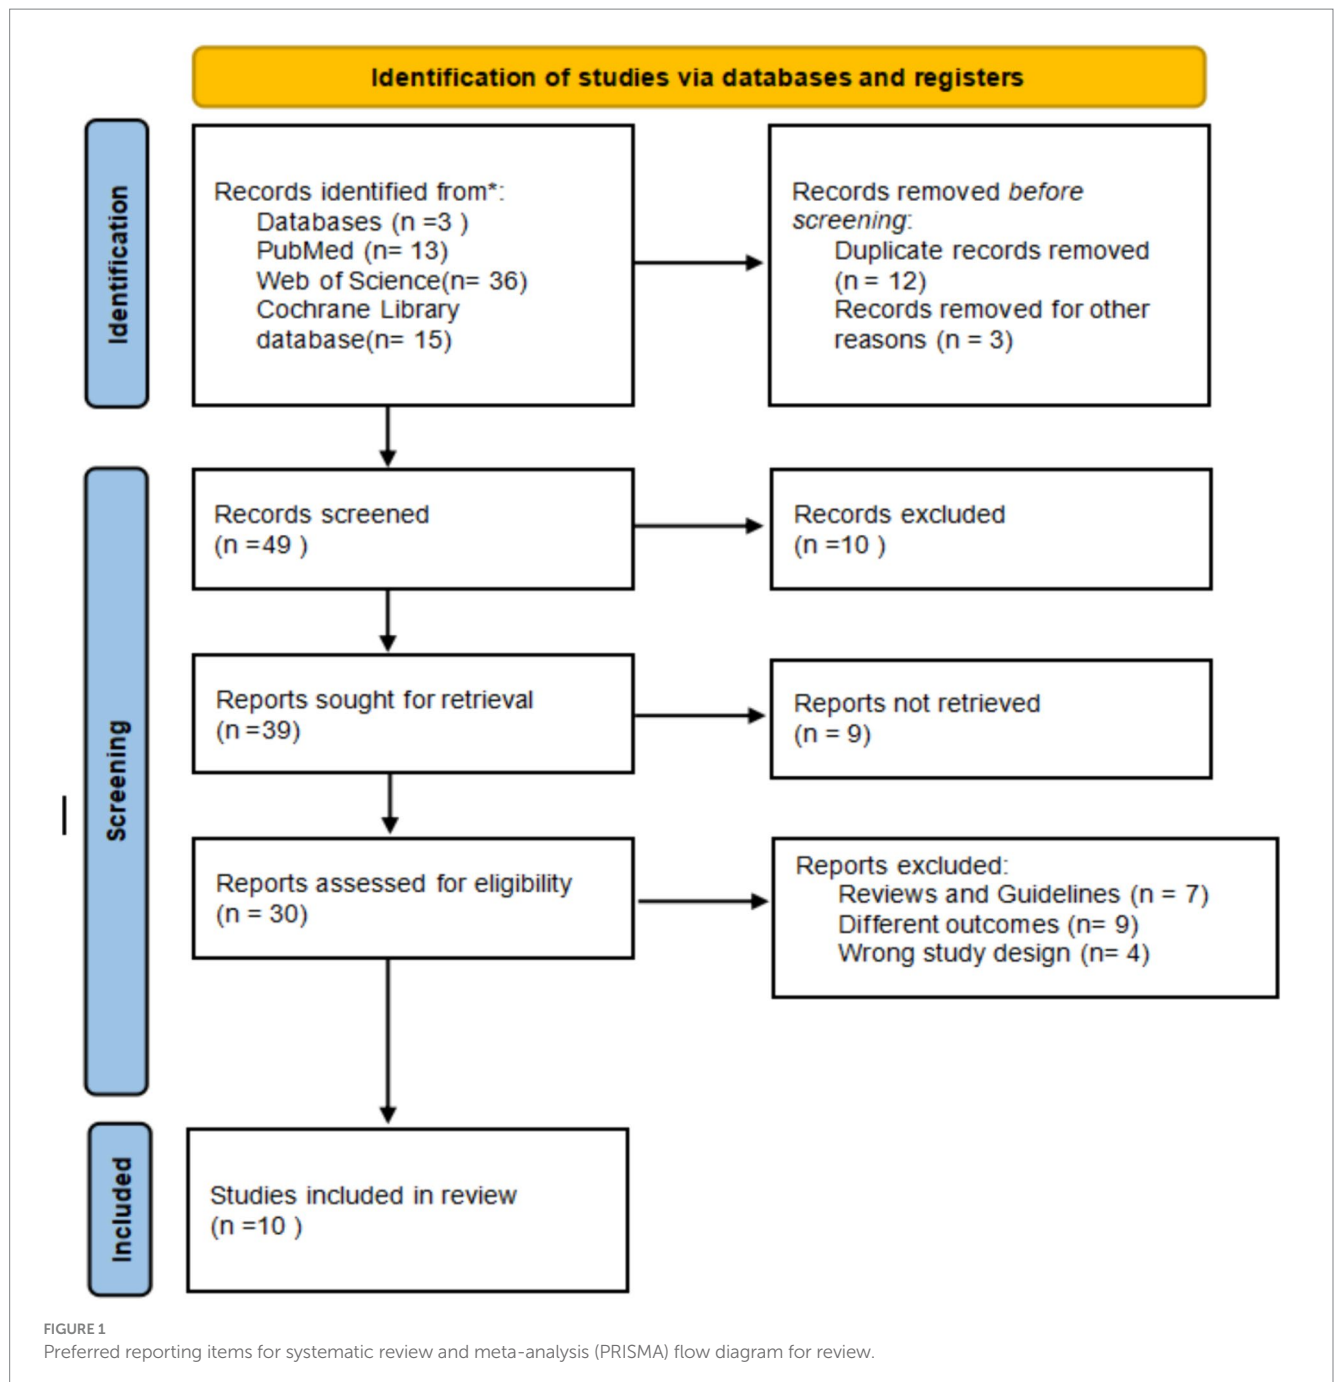 Identification of studies via databases and registers
Identification
Records identified from*:
Databases (n =3 )
PubMed (n= 13)
Web of Science(n= 36)
Cochrane Library
database(n= 15)
Records removed before
screening:
Duplicate records removed
(n = 12)
Records removed for other
reasons (n = 3)
Screening
Records screened
(n =49 )
Records excluded
(n =10 )
Reports sought for retrieval
(n =39)
Reports not retrieved
(n = 9)
Reports assessed for eligibility
(n = 30)
Reports excluded:
Reviews and Guidelines (n = 7)
Different outcomes (n= 9)
Wrong study design (n= 4)
Included
Studies included in review
(n =10 )
FIGURE 1
Preferred reporting items for systematic review and meta-analysis (PRISMA) flow diagram for review.